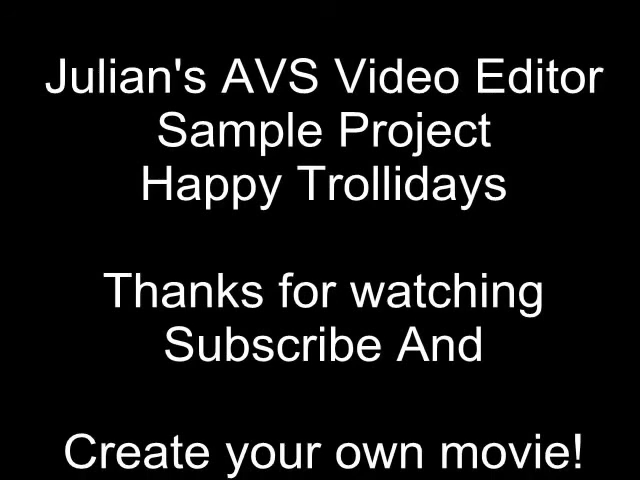 Julian's AVS Video Editor
Sample Project
Happy Trollidays
Thanks for watching
Subscribe And
Create your own movie!